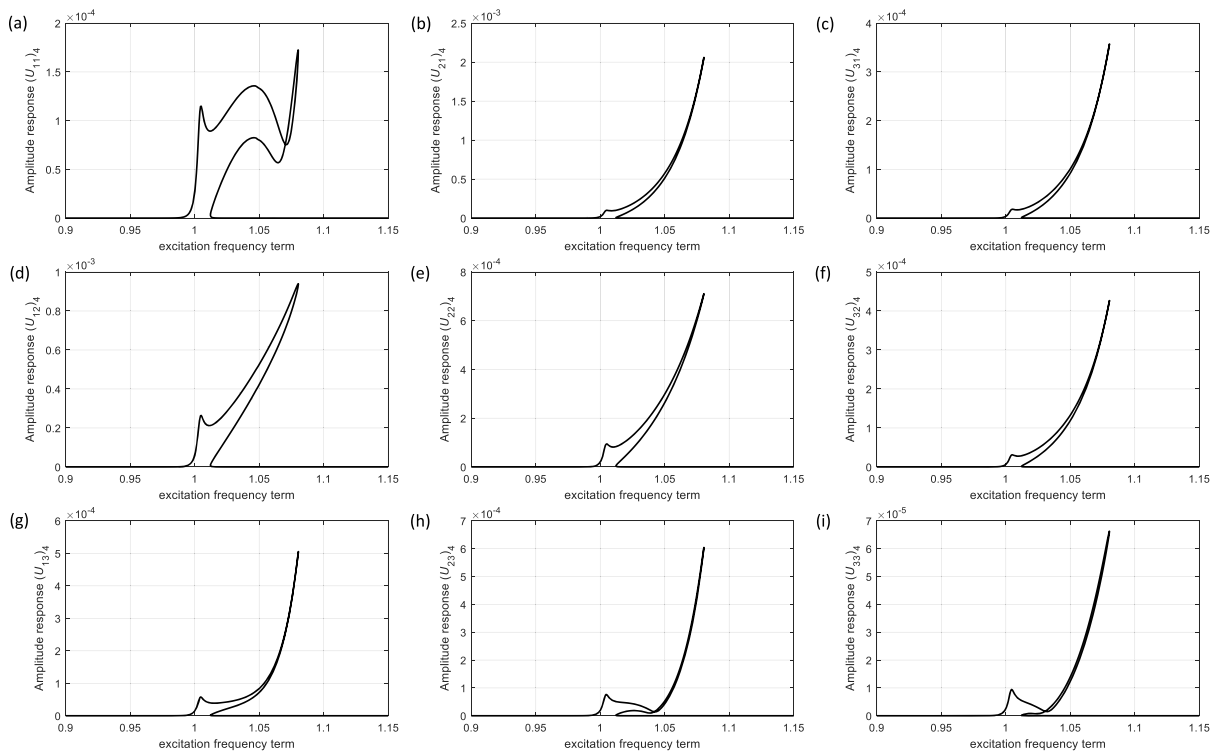 (a)
×10⁻⁴
2
1.5
1
0.5
0
Amplitude response (U₁₁)₄
0.9 0.95 1 1.05 1.1 1.15
excitation frequency term
(b)
×10⁻³
2.5
2
1.5
1
0.5
0
Amplitude response (U₂₁)₄
0.9 0.95 1 1.05 1.1 1.15
excitation frequency term
(c)
×10⁻⁴
4
3
2
1
0
Amplitude response (U₃₁)₄
0.9 0.95 1 1.05 1.1 1.15
excitation frequency term
(d)
×10⁻³
1
0.8
0.6
0.4
0.2
0
Amplitude response (U₁₂)₄
0.9 0.95 1 1.05 1.1 1.15
excitation frequency term
(e)
×10⁻⁴
8
6
4
2
0
Amplitude response (U₂₂)₄
0.9 0.95 1 1.05 1.1 1.15
excitation frequency term
(f)
×10⁻⁴
5
4
3
2
1
0
Amplitude response (U₃₂)₄
0.9 0.95 1 1.05 1.1 1.15
excitation frequency term
(g)
×10⁻⁴
6
5
4
3
2
1
0
Amplitude response (U₁₃)₄
0.9 0.95 1 1.05 1.1 1.15
excitation frequency term
(h)
×10⁻⁴
7
6
5
4
3
2
1
0
Amplitude response (U₂₃)₄
0.9 0.95 1 1.05 1.1 1.15
excitation frequency term
(i)
×10⁻⁵
7
6
5
4
3
2
1
0
Amplitude response (U₃₃)₄
0.9 0.95 1 1.05 1.1 1.15
excitation frequency term